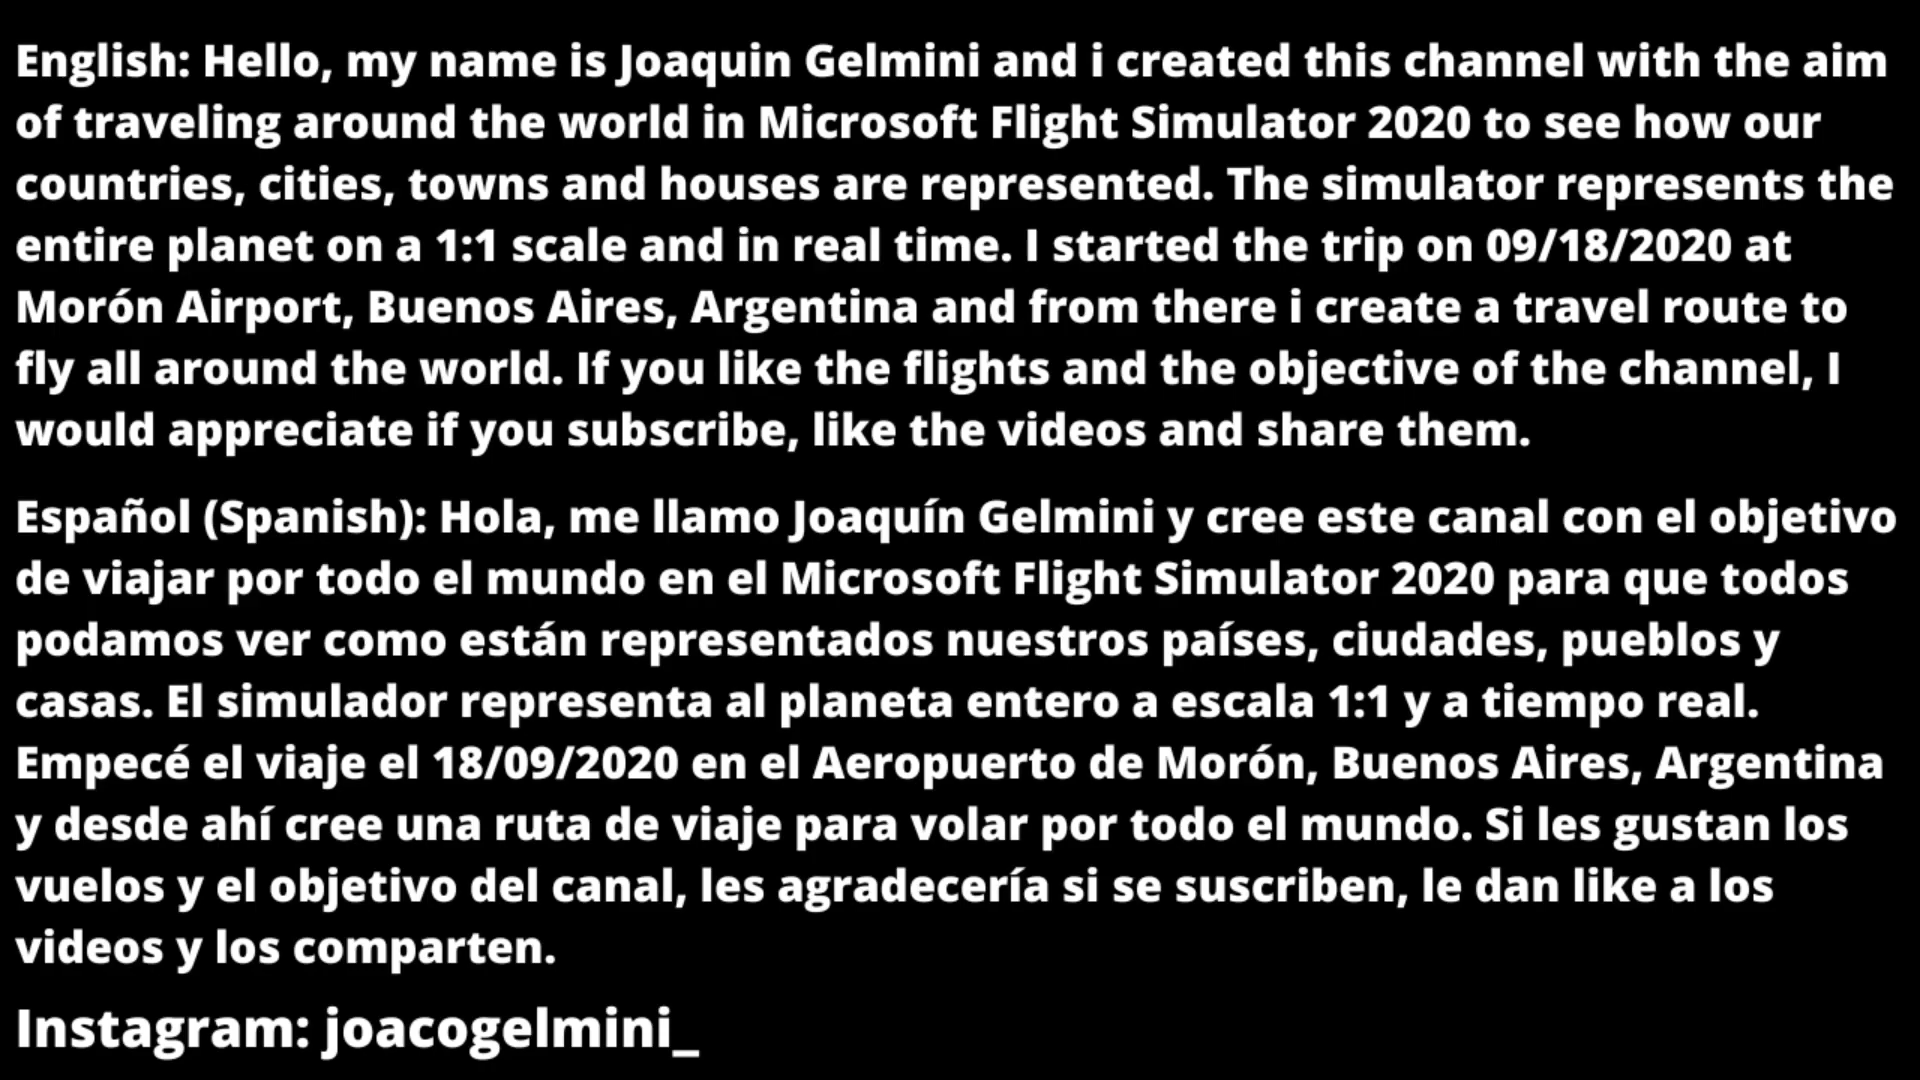 English: Hello, my name is Joaquin Gelmini and i created this channel with the aim
of traveling around the world in Microsoft Flight Simulator 2020 to see how our
countries, cities, towns and houses are represented. The simulator represents the
entire planet on a 1:1 scale and in real time. I started the trip on 09/18/2020 at
Morón Airport, Buenos Aires, Argentina and from there i create a travel route to
fly all around the world. If you like the flights and the objective of the channel, I
would appreciate if you subscribe, like the videos and share them.
Español (Spanish): Hola, me llamo Joaquín Gelmini y cree este canal con el objetivo
de viajar por todo el mundo en el Microsoft Flight Simulator 2020 para que todos
podamos ver como están representados nuestros países, ciudades, pueblos y
casas. El simulador representa al planeta entero a escala 1:1 y a tiempo real.
Empecé el viaje el 18/09/2020 en el Aeropuerto de Morón, Buenos Aires, Argentina
y desde ahí cree una ruta de viaje para volar por todo el mundo. Si les gustan los
vuelos y el objetivo del canal, les agradecería si se suscriben, le dan like a los
videos y los comparten.
Instagram: joacogelmini_